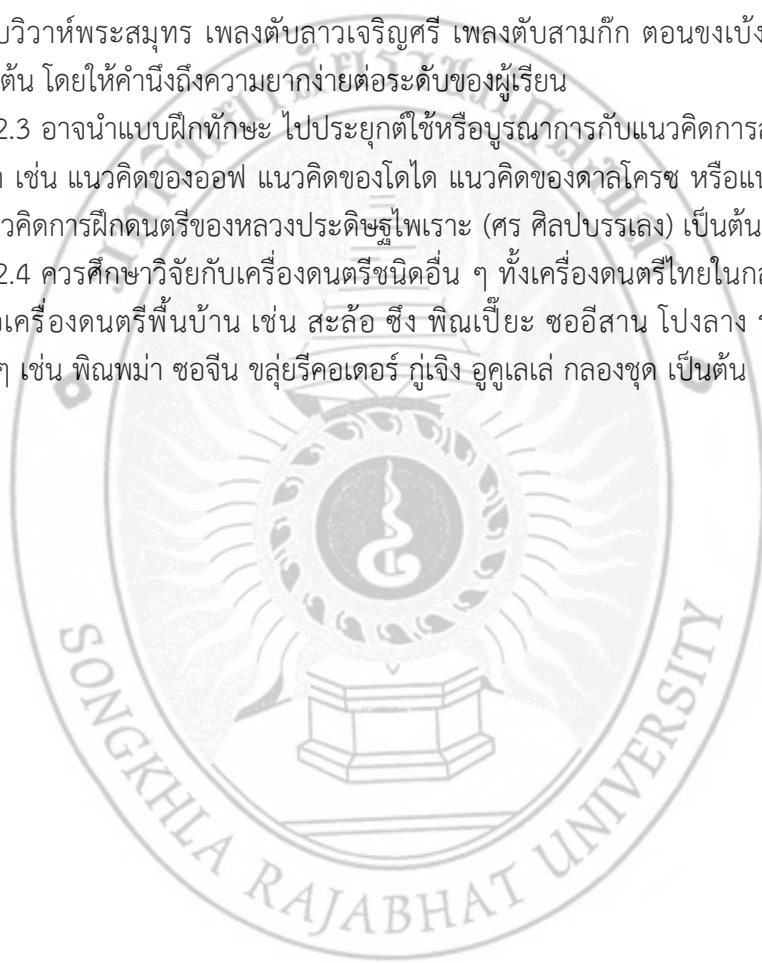 บวิวาห์พระสมุทร เพลงตับลาวเจริญศรี เพลงตับสามก๊ก ตอนขงเบ้ง
ต้น โดยให้คำนึงถึงความยากง่ายต่อระดับของผู้เรียน
2.3 อาจนำแบบฝึกทักษะ ไปประยุกต์ใช้หรือบูรณาการกับแนวคิดการส
เช่น แนวคิดของออฟ แนวคิดของโดได แนวคิดของดาลโครซ หรือแน
วคิดการฝึกดนตรีของหลวงประดิษฐไพเราะ (ศร ศิลปบรรเลง) เป็นต้น
2.4 ควรศึกษาวิจัยกับเครื่องดนตรีชนิดอื่น ๆ ทั้งเครื่องดนตรีไทยในกล
เครื่องดนตรีพื้นบ้าน เช่น สะล้อ ซึง พิณเปี๊ยะ ซออีสาน โปงลาง
ๆ เช่น พิณพม่า ซอจีน ขลุ่ยรีคอเดอร์ กู่เจิง อูคูเลเล่ กลองชุด เป็นต้น
SONGKHLA RAJABHAT UNIVERSITY